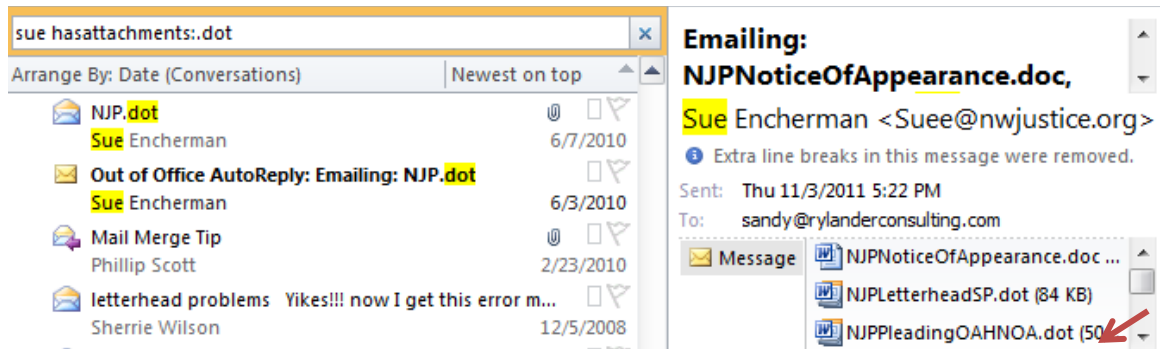 sue hasattachments:.dot
Arrange By: Date (Conversations) Newest on top
NJP.dot
Sue Encherman 6/7/2010
Out of Office AutoReply: Emailing: NJP.dot
Sue Encherman 6/3/2010
Mail Merge Tip
Phillip Scott 2/23/2010
letterhead problems Yikes!!! now I get this error m...
Sherrie Wilson 12/5/2008
Emailing:
NJPNoticeOfAppearance.doc,
Sue Encherman <Suee@nwjustice.org>
Extra line breaks in this message were removed.
Sent: Thu 11/3/2011 5:22 PM
To: sandy@rylanderconsulting.com
Message
NJPNoticeOfAppearance.doc ...
NJPLetterheadSP.dot (84 KB)
NJPPleadingOAHNOA.dot (50